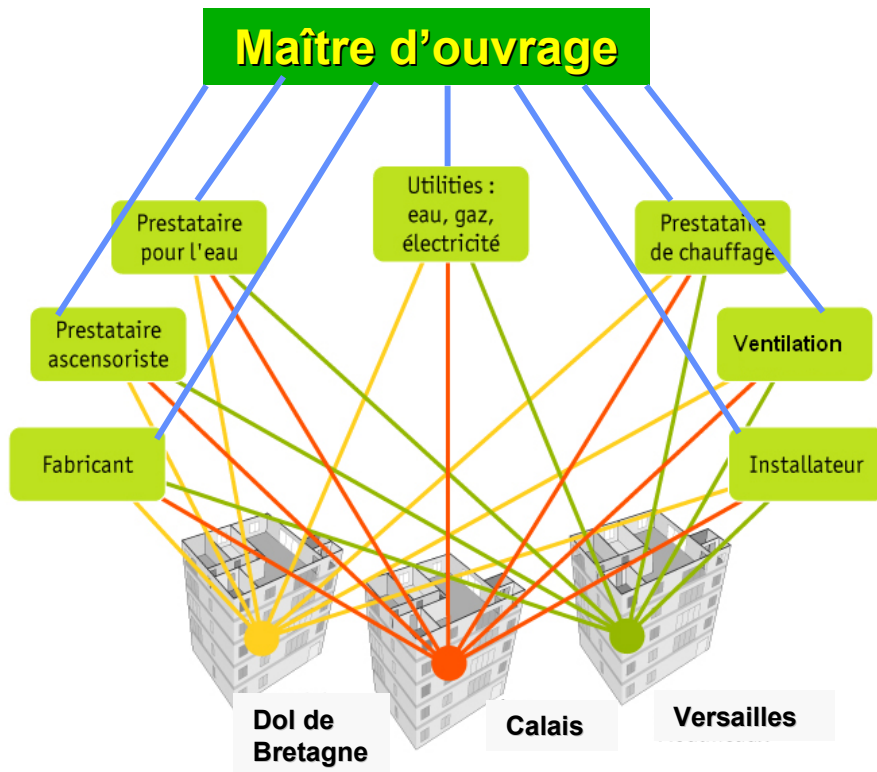 Maître d’ouvrage
Utilities :
eau, gaz,
électricité
Prestataire
pour l'eau
Prestataire
de chauffage
Prestataire
ascensoriste
Ventilation
Fabricant
Installateur
Dol de
Bretagne
Calais
Versailles